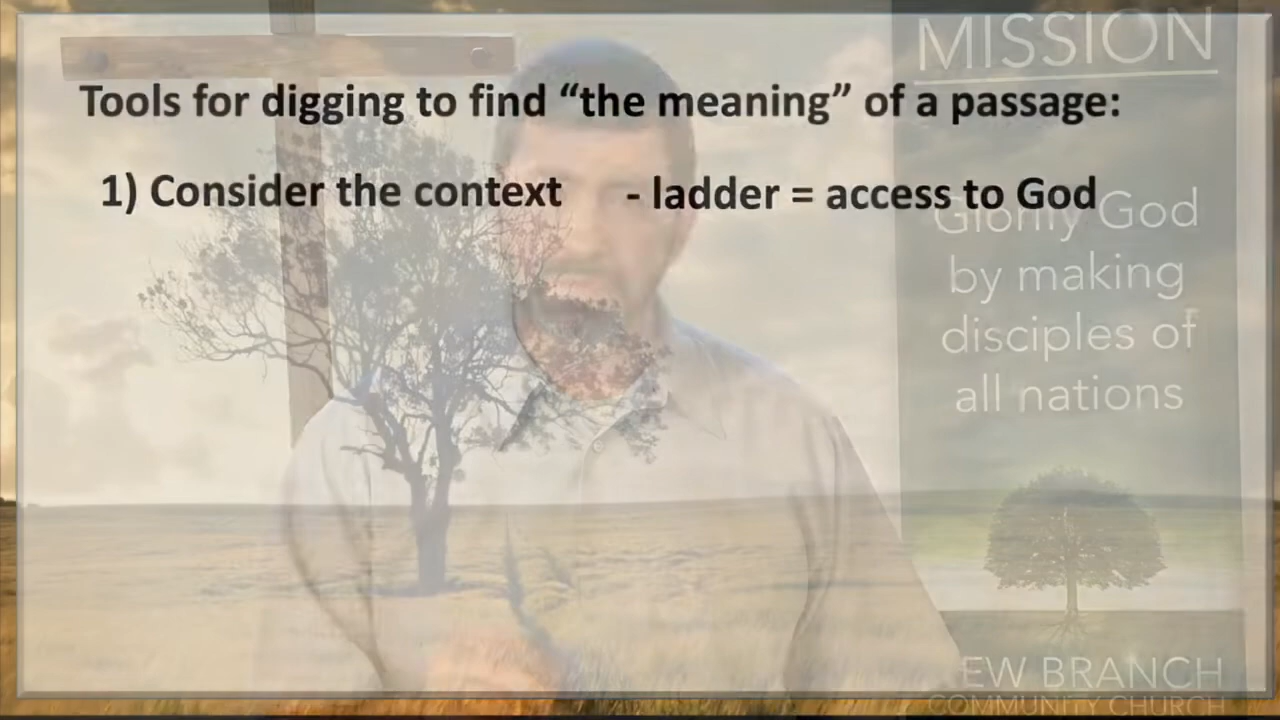 MISSION
Tools for digging to find “the meaning” of a passage:
1) Consider the context - ladder = access to God
Glorify God
by making
disciples of
all nations
EW BRANCH
COMMUNITY CHURCH